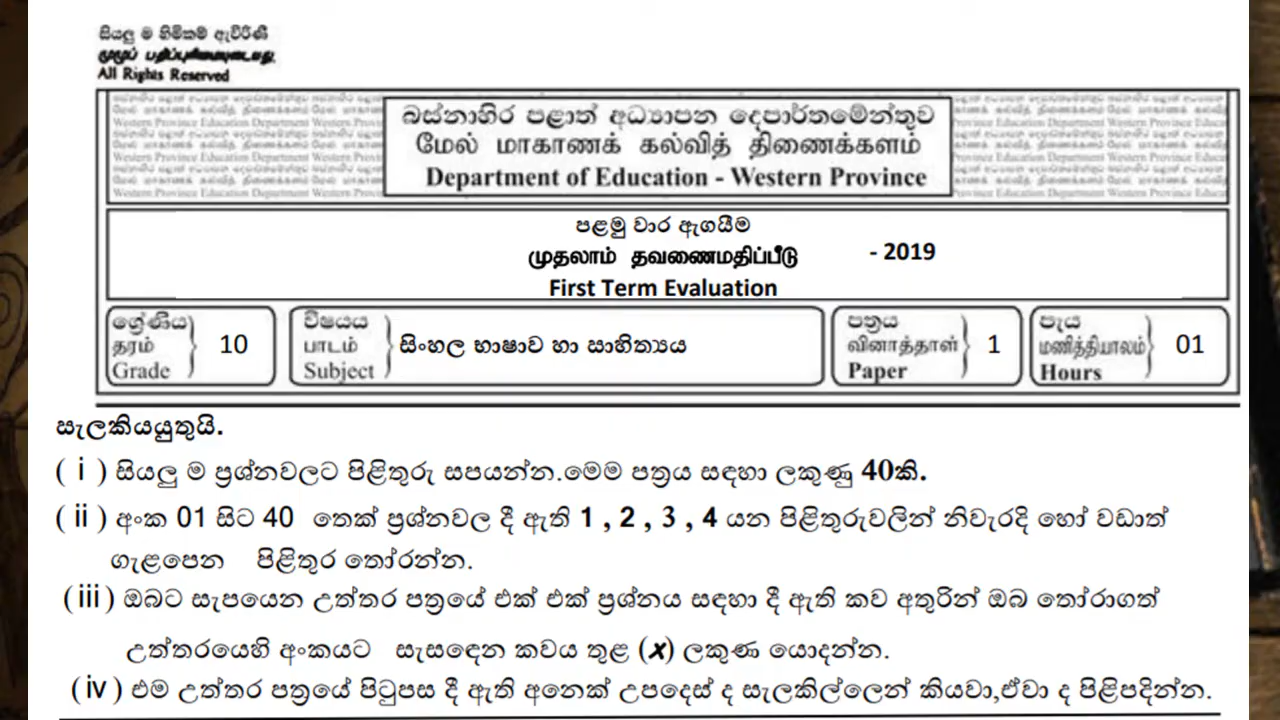 සියලු ම හිමිකම් ඇවිරිණි
முழுப் பதிப்புரிமையுடையது
All Rights Reserved
බස්නාහිර පළාත් අධ්‍යාපන දෙපාර්තමේන්තුව
மேல் மாகாணக் கல்வித் திணைக்களம்
Department of Education - Western Province
පළමු වාර ඇගයීම
முதலாம் தவணைமதிப்பீடு - 2019
First Term Evaluation
ශ්‍රේණිය
தரம்
Grade
10
විෂයය
பாடம்
Subject
සිංහල භාෂාව හා සාහිත්‍යය
පත්‍රය
வினாத்தாள்
Paper
1
පැය
மணித்தியாலம்
Hours
01
සැලකියයුතුයි.
( i ) සියලු ම ප්‍රශ්නවලට පිළිතුරු සපයන්න.මෙම පත්‍රය සඳහා ලකුණු 40කි.
( ii ) අංක 01 සිට 40 තෙක් ප්‍රශ්නවල දී ඇති 1 , 2 , 3 , 4 යන පිළිතුරුවලින් නිවැරදි හෝ වඩාත්
ගැළපෙන පිළිතුර තෝරන්න.
( iii ) ඔබට සැපයෙන උත්තර පත්‍රයේ එක් එක් ප්‍රශ්නය සඳහා දී ඇති කව අතුරින් ඔබ තෝරාගත්
උත්තරයෙහි අංකයට සැසඳෙන කවය තුළ (x) ලකුණ යොදන්න.
( iv ) එම උත්තර පත්‍රයේ පිටුපස දී ඇති අනෙක් උපදෙස් ද සැලකිල්ලෙන් කියවා,ඒවා ද පිළිපදින්න.